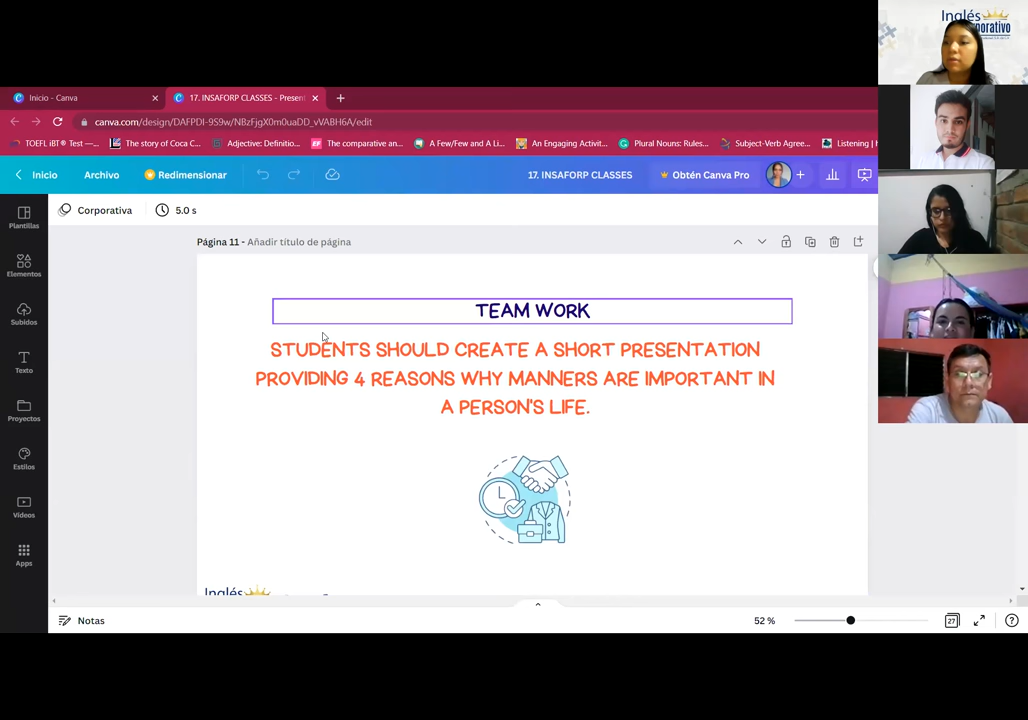 Inglés
Corporativo
Inicio - Canva
17. INSAFORP CLASSES - Present
canva.com/design/DAFPDI-9S9w/NBzFjgX0m0uaDD_vVABH6A/edit
TOEFL iBT® Test —...
The story of Coca C...
Adjective: Definitio...
EP
The comparative an...
A Few/Few and A Li...
An Engaging Activit...
Plural Nouns: Rules...
Subject-Verb Agree...
Listening |
Inicio
Archivo
Redimensionar
17. INSAFORP CLASSES
Obtén Canva Pro
Corporativa
5.0 s
Plantillas
Elementos
Subidos
Texto
Proyectos
Estilos
Videos
Apps
Página 11 - Añadir título de página
TEAM WORK
STUDENTS SHOULD CREATE A SHORT PRESENTATION
PROVIDING 4 REASONS WHY MANNERS ARE IMPORTANT IN
A PERSON'S LIFE.
Inglés
Notas
52 %
27